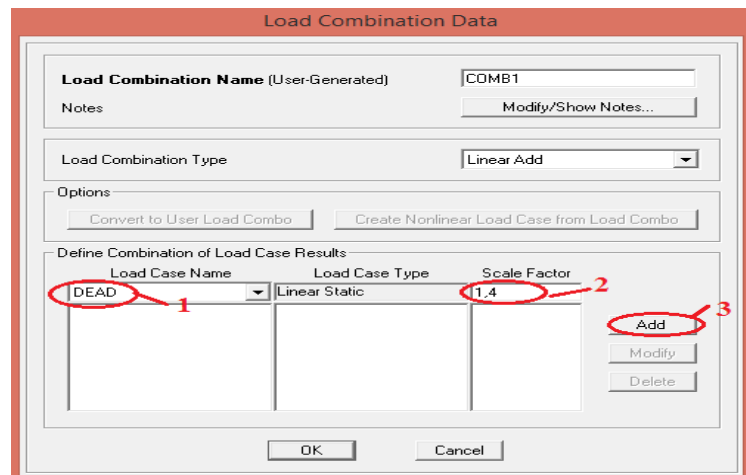 Load Combination Data
Load Combination Name (User-Generated) COMB1
Notes Modify/Show Notes...
Load Combination Type Linear Add
Options
Convert to User Load Combo Create Nonlinear Load Case from Load Combo
Define Combination of Load Case Results
Load Case Name Load Case Type Scale Factor
DEAD Linear Static 1,4
1 2 3
Add
Modify
Delete
OK Cancel